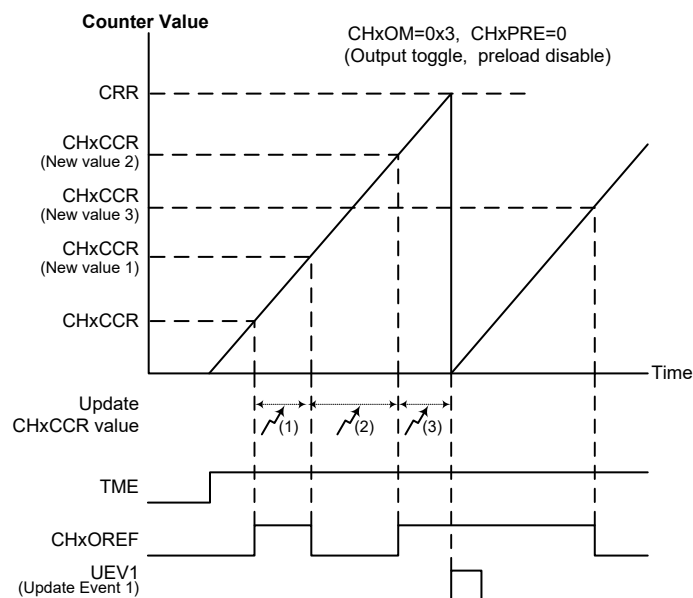 Counter Value
CHxOM=0x3, CHxPRE=0
(Output toggle, preload disable)
CRR
CHxCCR
(New value 2)
CHxCCR
(New value 3)
CHxCCR
(New value 1)
CHxCCR
Time
Update
CHxCCR value
(1)
(2)
(3)
TME
CHxOREF
UEV1
(Update Event 1)